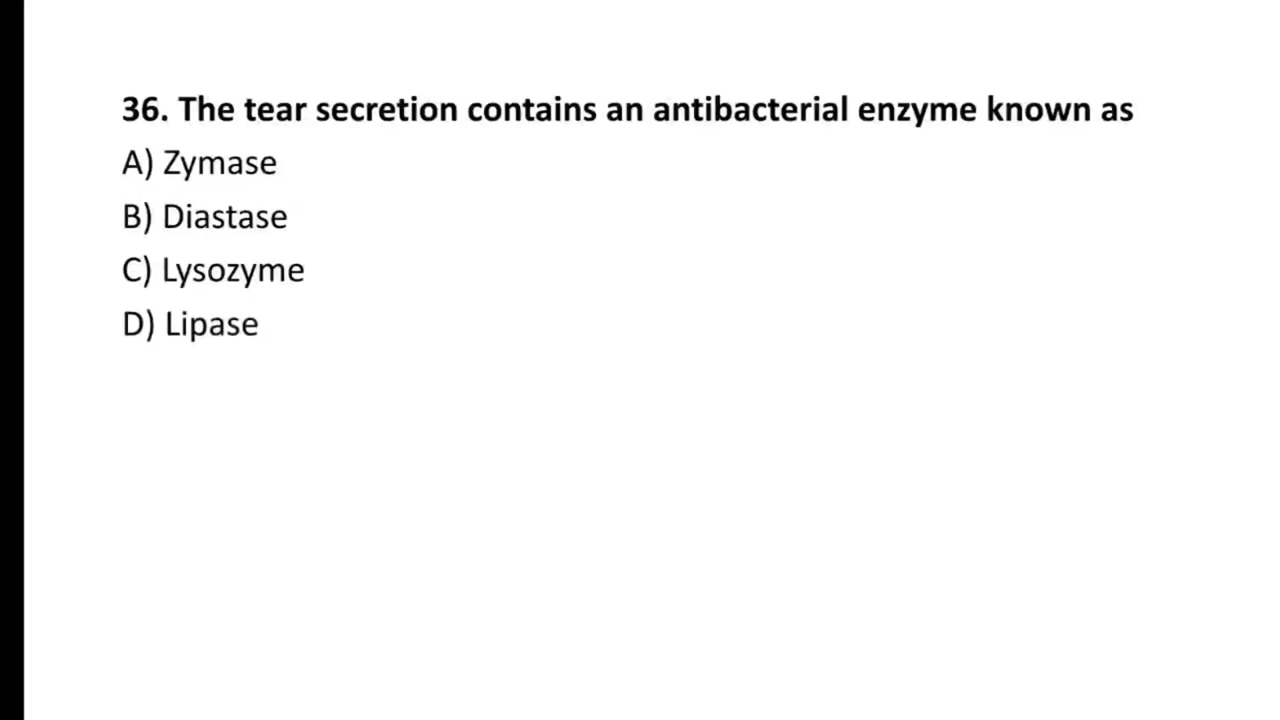 36. The tear secretion contains an antibacterial enzyme known as
A) Zymase
B) Diastase
C) Lysozyme
D) Lipase